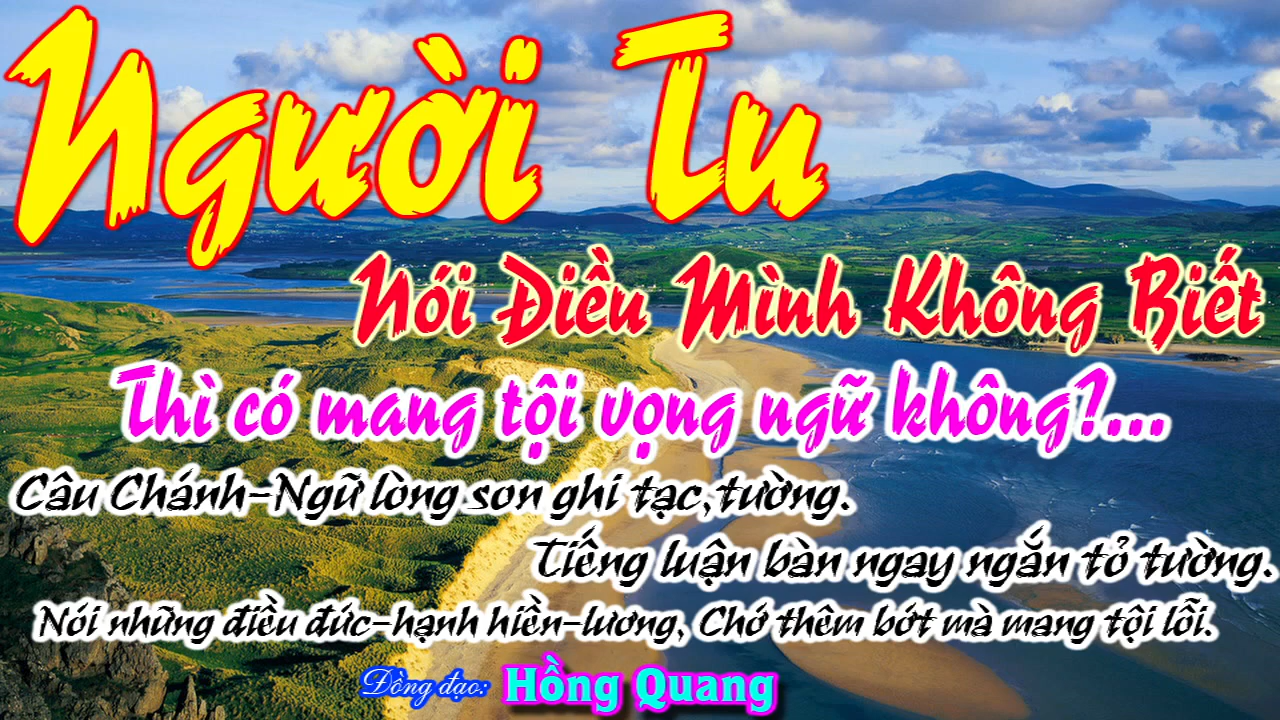 Người Tu
Nói Điều Mình Không Biết
Thì có mang tội vọng ngữ không?...
Câu Chánh-Ngữ lòng son ghi tạc,tường.
Tiếng luận bàn ngay ngắn tỏ tường.
Nói những điều đức-hạnh hiền-lương, Chớ thêm bớt mà mang tội lỗi.
Đồng đạo: Hồng Quang